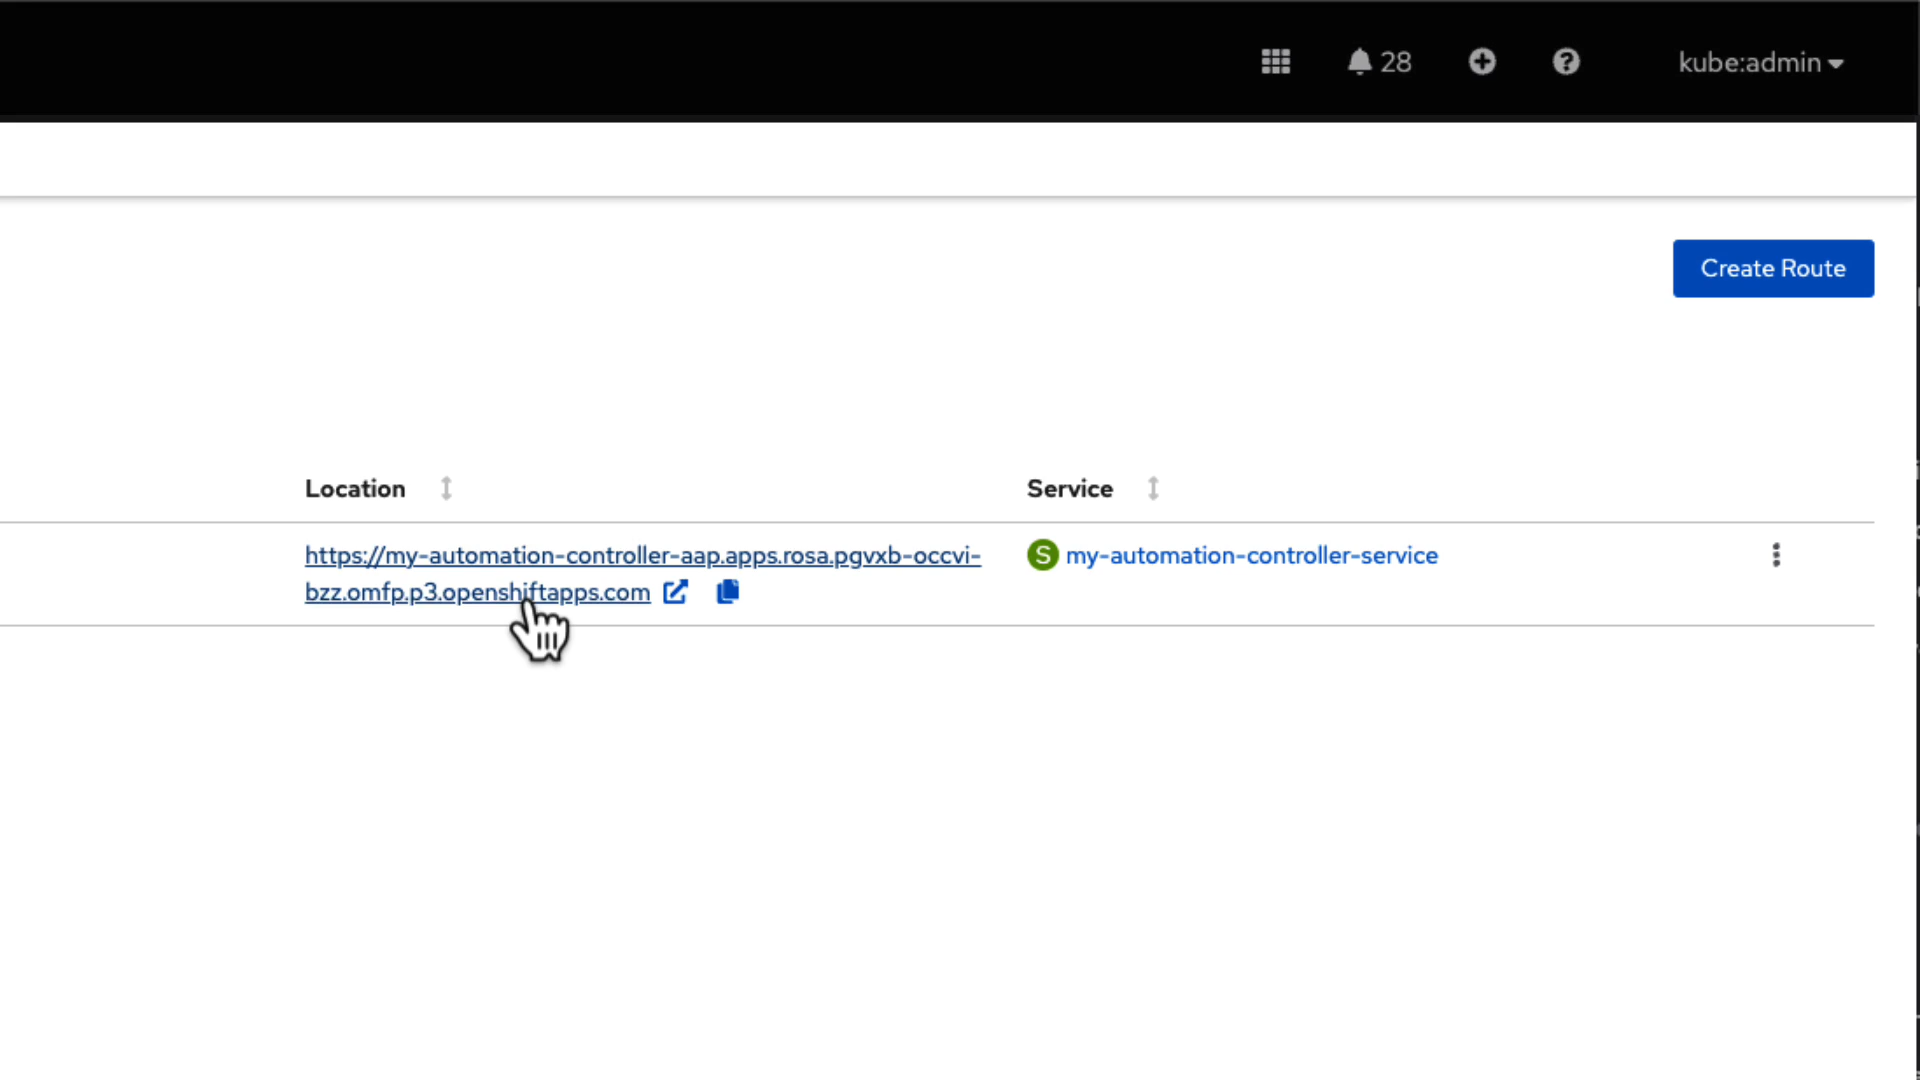 28
kube:admin
Create Route
Location
Service
https://my-automation-controller-aap.apps.rosa.pgvxb-occvi-
bzz.omfp.p3.openshiftapps.com
S my-automation-controller-service